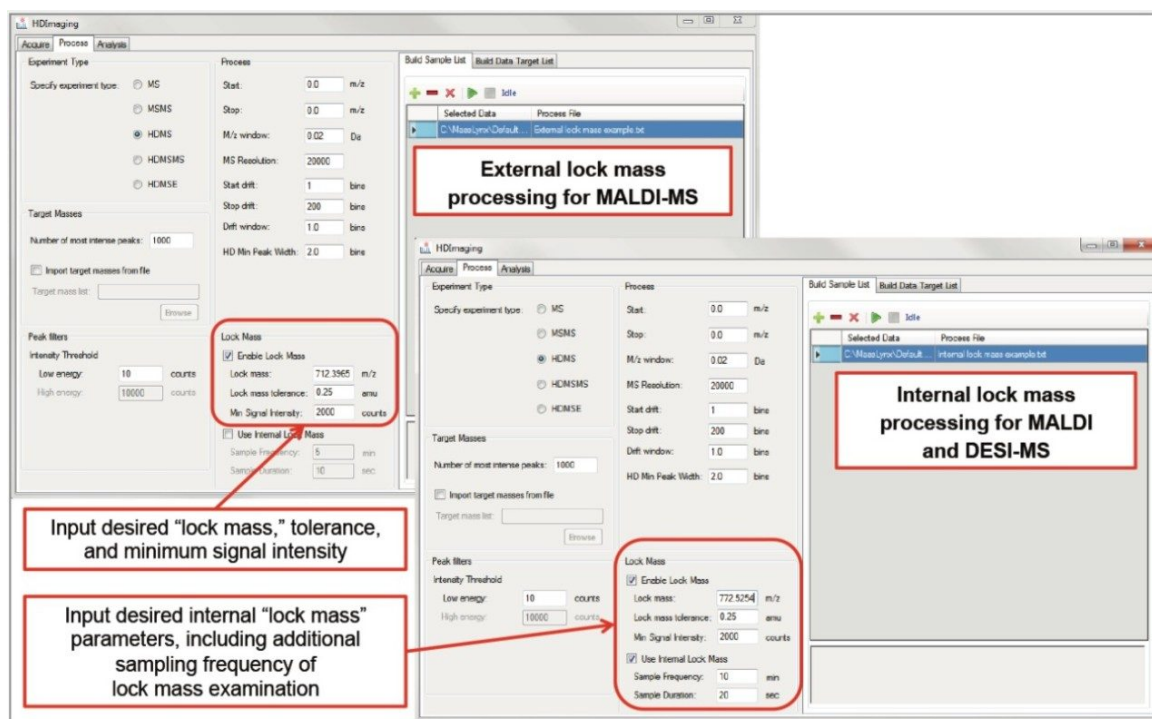 HDImaging
Acquire Process Analysis
Experiment Type
Specify experiment type:
MS
MSMS
HDMS
HDMSMS
HDMSE
Target Masses
Number of most intense peaks: 1000
Import target masses from file
Target mass list:
Browse
Peak filters
Intensity Threshold
Low energy: 10 counts
High energy: 10000 counts
Process
Start: 0.0 m/z
Stop: 0.0 m/z
M/z window: 0.02 Da
MS Resolution: 20000
Start drift: 1 bins
Stop drift: 200 bins
Drift window: 1.0 bins
HD Min Peak Width: 2.0 bins
Lock Mass
Enable Lock Mass
Lock mass: 712.3965 m/z
Lock mass tolerance: 0.25 amu
Min Signal Intensity: 2000 counts
Use Internal Lock Mass
Sample Frequency: 5 min
Sample Duration: 10 sec
Build Sample List Build Data Target List
Idle
Selected Data Process File
C:\MassLynx\Default... External lock mass example.txt
External lock mass
processing for MALDI-MS
HDImaging
Acquire Process Analysis
Experiment Type
Specify experiment type:
MS
MSMS
HDMS
HDMSMS
HDMSE
Target Masses
Number of most intense peaks: 1000
Import target masses from file
Target mass list:
Browse
Peak filters
Intensity Threshold
Low energy: 10 counts
High energy: 10000 counts
Process
Start: 0.0 m/z
Stop: 0.0 m/z
M/z window: 0.02 Da
MS Resolution: 20000
Start drift: 1 bins
Stop drift: 200 bins
Drift window: 1.0 bins
HD Min Peak Width: 2.0 bins
Lock Mass
Enable Lock Mass
Lock mass: 772.5254 m/z
Lock mass tolerance: 0.25 amu
Min Signal Intensity: 2000 counts
Use Internal Lock Mass
Sample Frequency: 10 min
Sample Duration: 20 sec
Build Sample List Build Data Target List
Idle
Selected Data Process File
C:\MassLynx\Default... internal lock mass example.txt
Internal lock mass
processing for MALDI
and DESI-MS
Input desired “lock mass,” tolerance,
and minimum signal intensity
Input desired internal “lock mass”
parameters, including additional
sampling frequency of
lock mass examination